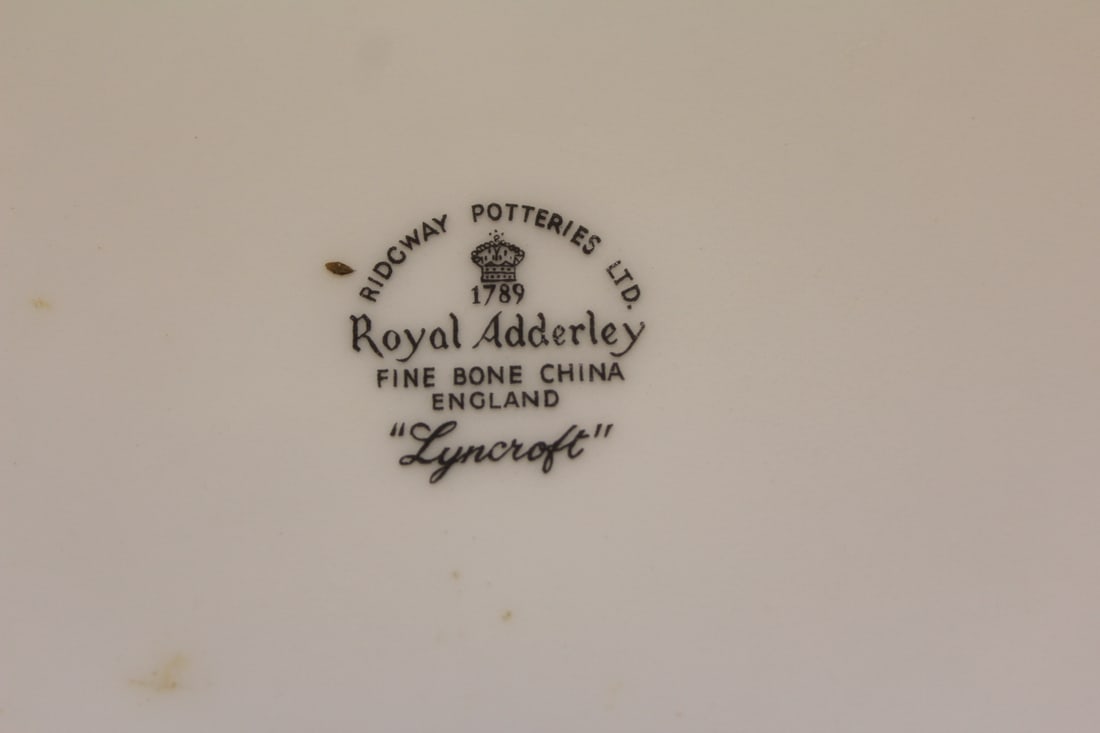 RIDGWAY POTTERIES LTD.
1789
Royal Adderley
FINE BONE CHINA
ENGLAND
"Lyncroft"